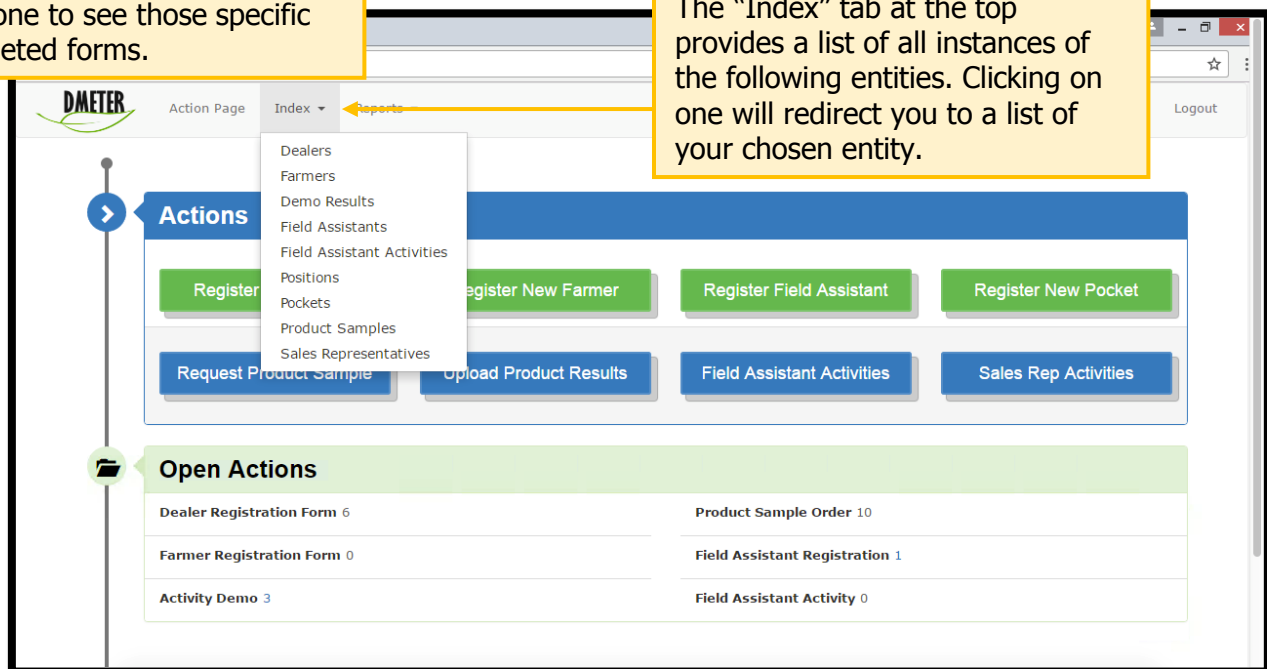 one to see those specific
eted forms.
The “Index” tab at the top
provides a list of all instances of
the following entities. Clicking on
one will redirect you to a list of
your chosen entity.
DMETER
Action Page Index Reports Logout
Dealers
Farmers
Demo Results
Field Assistants
Field Assistant Activities
Positions
Pockets
Product Samples
Sales Representatives
Actions
Register egister New Farmer Register Field Assistant Register New Pocket
Request Product Sample Upload Product Results Field Assistant Activities Sales Rep Activities
Open Actions
Dealer Registration Form 6 Product Sample Order 10
Farmer Registration Form 0 Field Assistant Registration 1
Activity Demo 3 Field Assistant Activity 0